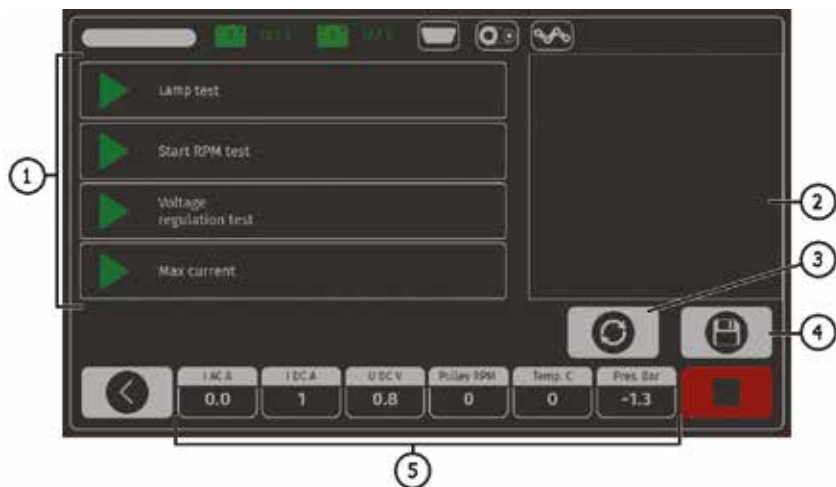 Lamp test
Start RPM test
Voltage
regulation test
Max current
1
2
3
4
I AC A
I DC A
U DC V
Pulley RPM
Temp. C
Pres. Bar
0.0
1
0.8
0
0
-1.3
5